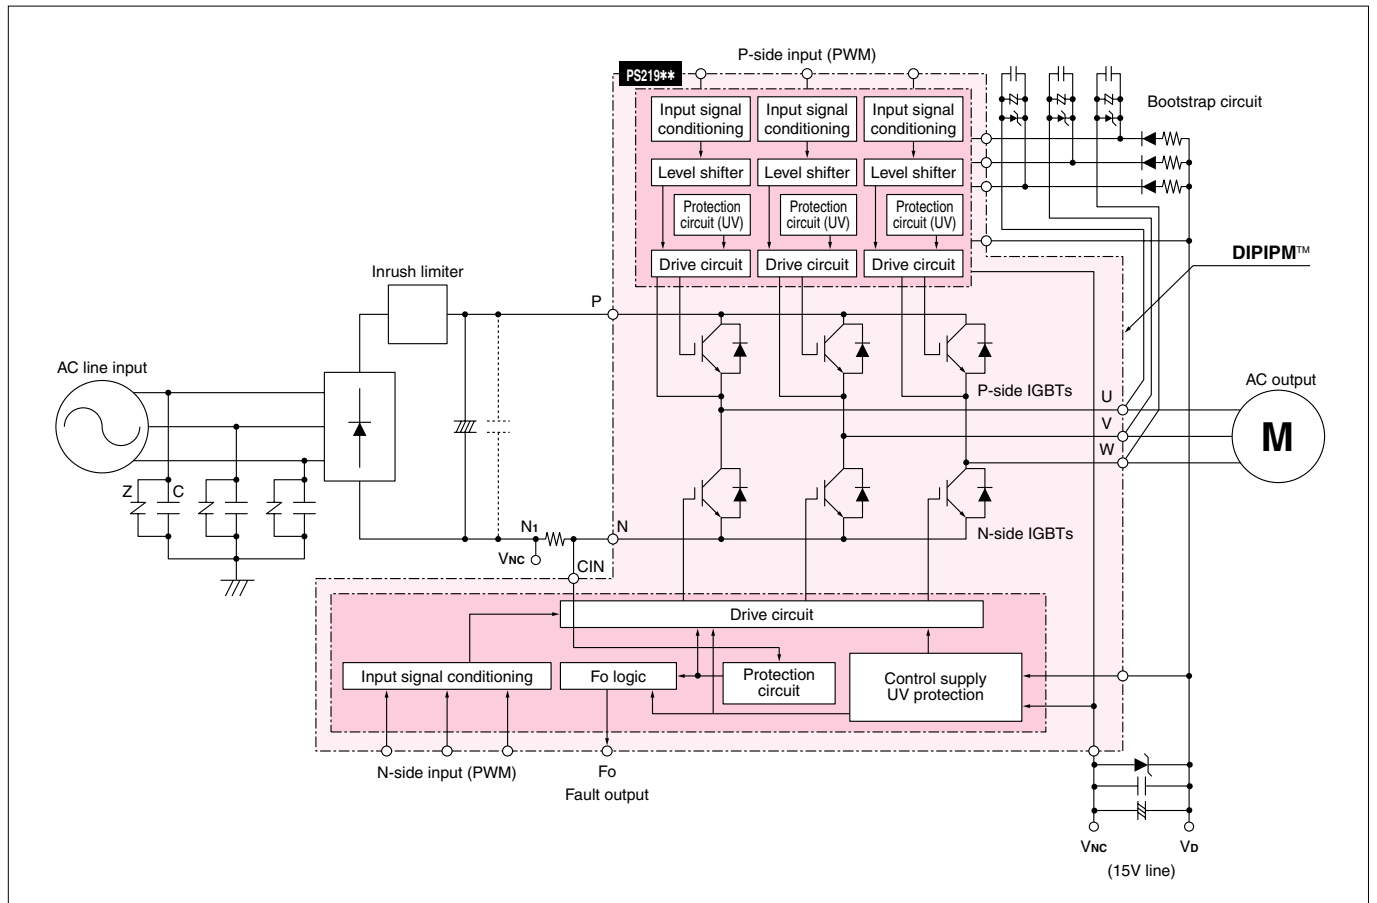 P-side input (PWM)
PS219**
Input signal
conditioning
Input signal
conditioning
Input signal
conditioning
Bootstrap circuit
Level shifter
Level shifter
Level shifter
Protection
circuit (UV)
Protection
circuit (UV)
Protection
circuit (UV)
Drive circuit
Drive circuit
Drive circuit
DIPIPM™
Inrush limiter
P
AC line input
P-side IGBTs
U
V
W
AC output
M
Z
C
N1
N
VNC
CIN
N-side IGBTs
Drive circuit
Input signal conditioning
Fo logic
Protection
circuit
Control supply
UV protection
N-side input (PWM)
Fo
Fault output
VNC
VD
(15V line)